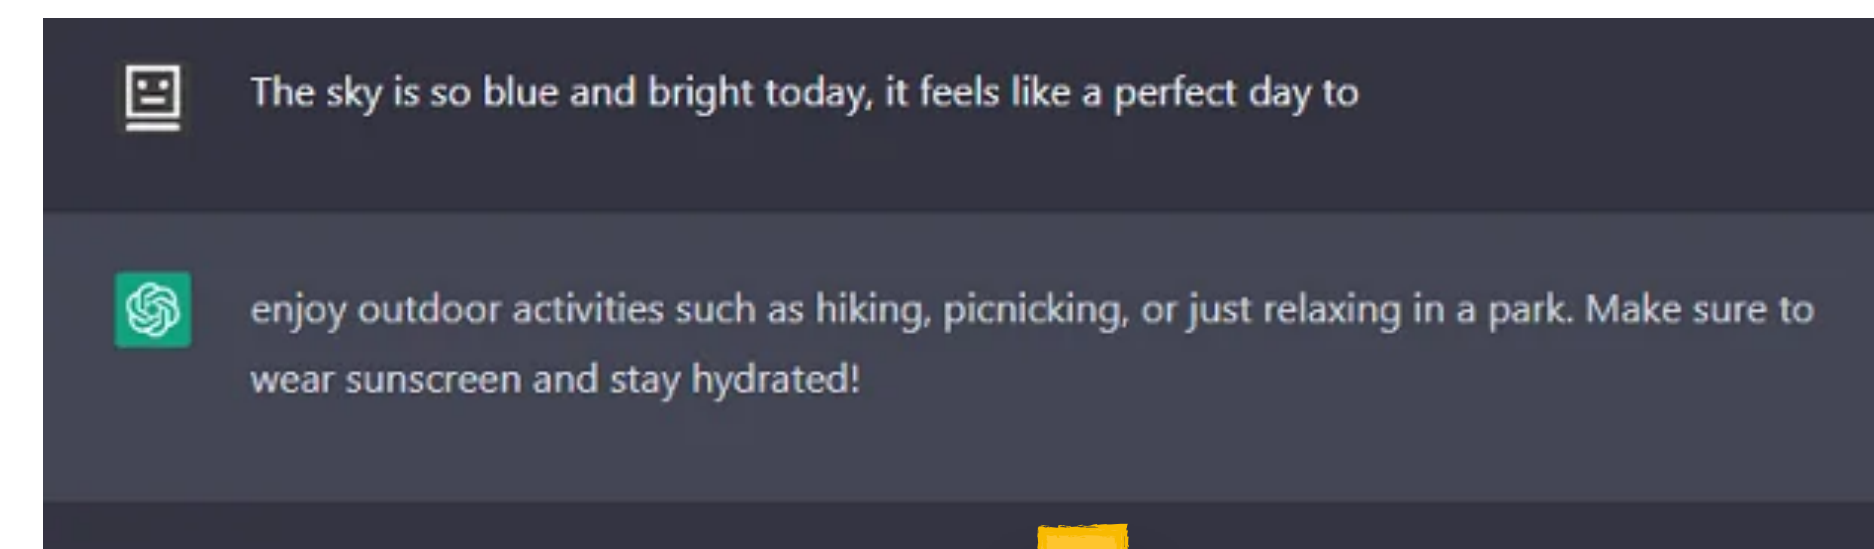 The sky is so blue and bright today, it feels like a perfect day to
enjoy outdoor activities such as hiking, picnicking, or just relaxing in a park. Make sure to
wear sunscreen and stay hydrated!